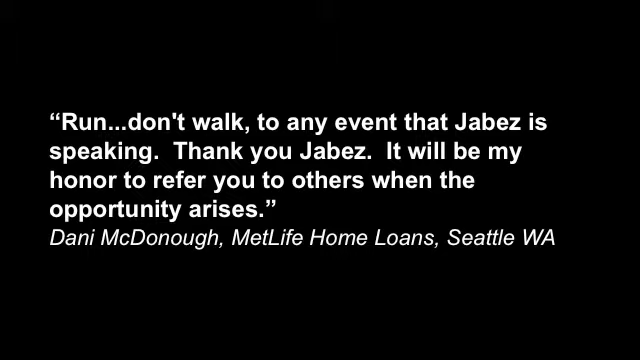 “Run...don't walk, to any event that Jabez is
speaking.  Thank you Jabez.  It will be my
honor to refer you to others when the
opportunity arises.”
Dani McDonough, MetLife Home Loans, Seattle WA